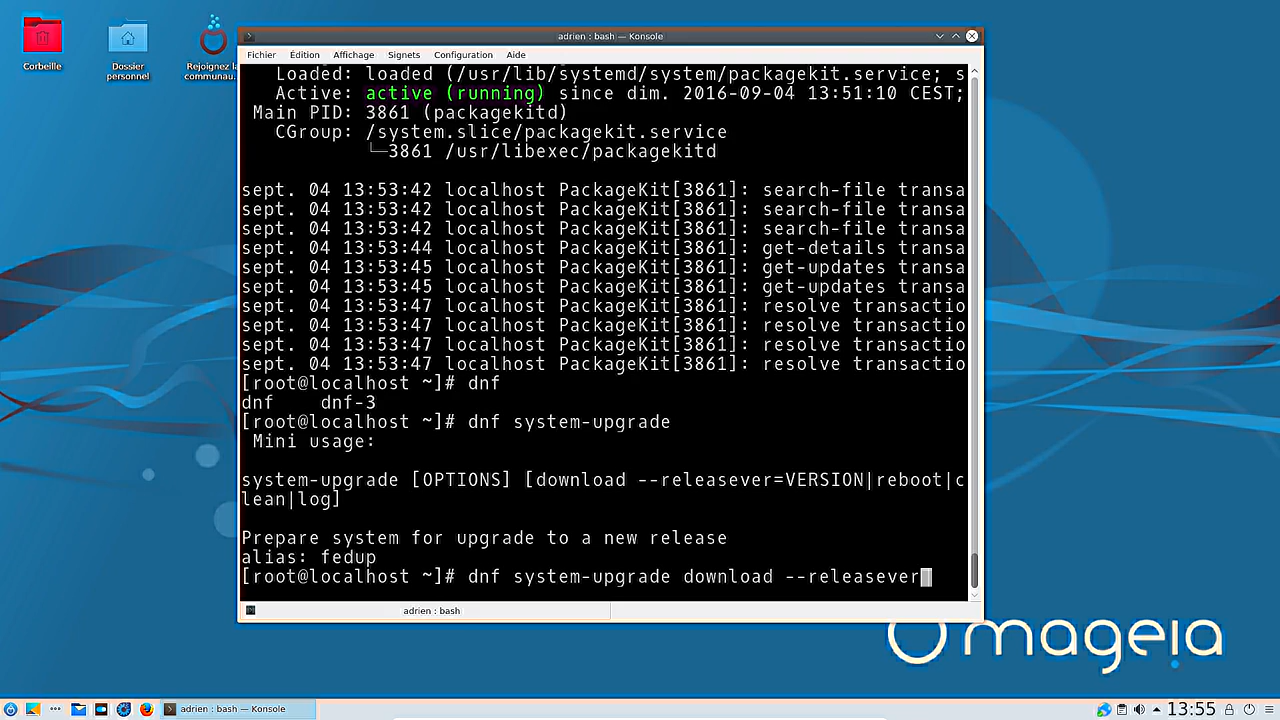 adrien : bash — Konsole
Fichier Édition Affichage Signets Configuration Aide
Corbeille
Dossier personnel
Rejoignez la communau.
Loaded: loaded (/usr/lib/systemd/system/packagekit.service; s
Active: active (running) since dim. 2016-09-04 13:51:10 CEST;
Main PID: 3861 (packagekitd)
CGroup: /system.slice/packagekit.service
└─3861 /usr/libexec/packagekitd
sept. 04 13:53:42 localhost PackageKit[3861]: search-file transa
sept. 04 13:53:42 localhost PackageKit[3861]: search-file transa
sept. 04 13:53:42 localhost PackageKit[3861]: search-file transa
sept. 04 13:53:44 localhost PackageKit[3861]: get-details transa
sept. 04 13:53:45 localhost PackageKit[3861]: get-updates transa
sept. 04 13:53:45 localhost PackageKit[3861]: get-updates transa
sept. 04 13:53:47 localhost PackageKit[3861]: resolve transactio
sept. 04 13:53:47 localhost PackageKit[3861]: resolve transactio
sept. 04 13:53:47 localhost PackageKit[3861]: resolve transactio
sept. 04 13:53:47 localhost PackageKit[3861]: resolve transactio
[root@localhost ~]# dnf
dnf dnf-3
[root@localhost ~]# dnf system-upgrade
Mini usage:
system-upgrade [OPTIONS] [download --releasever=VERSION|reboot|c
lean|log]
Prepare system for upgrade to a new release
alias: fedup
[root@localhost ~]# dnf system-upgrade download --releasever
adrien : bash
mageia
adrien : bash — Konsole
13:55